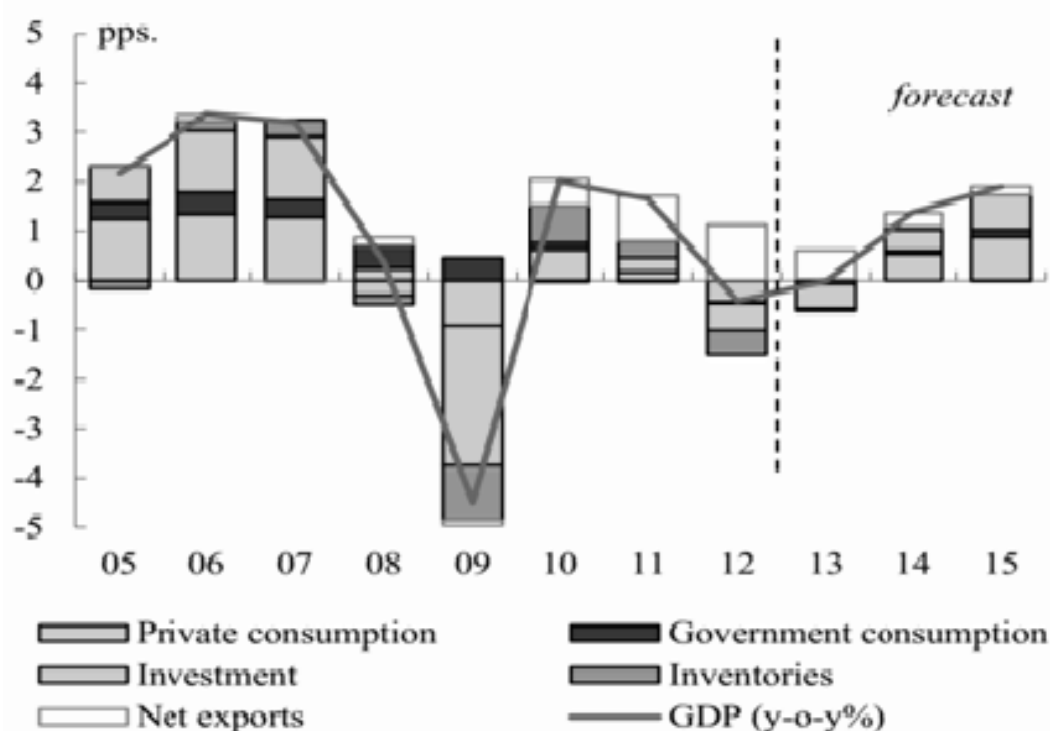 5
pps.
4
forecast
3
2
1
0
-1
-2
-3
-4
-5
05 06 07 08 09 10 11 12 13 14 15
Private consumption Government consumption
Investment Inventories
Net exports GDP (y-o-y%)